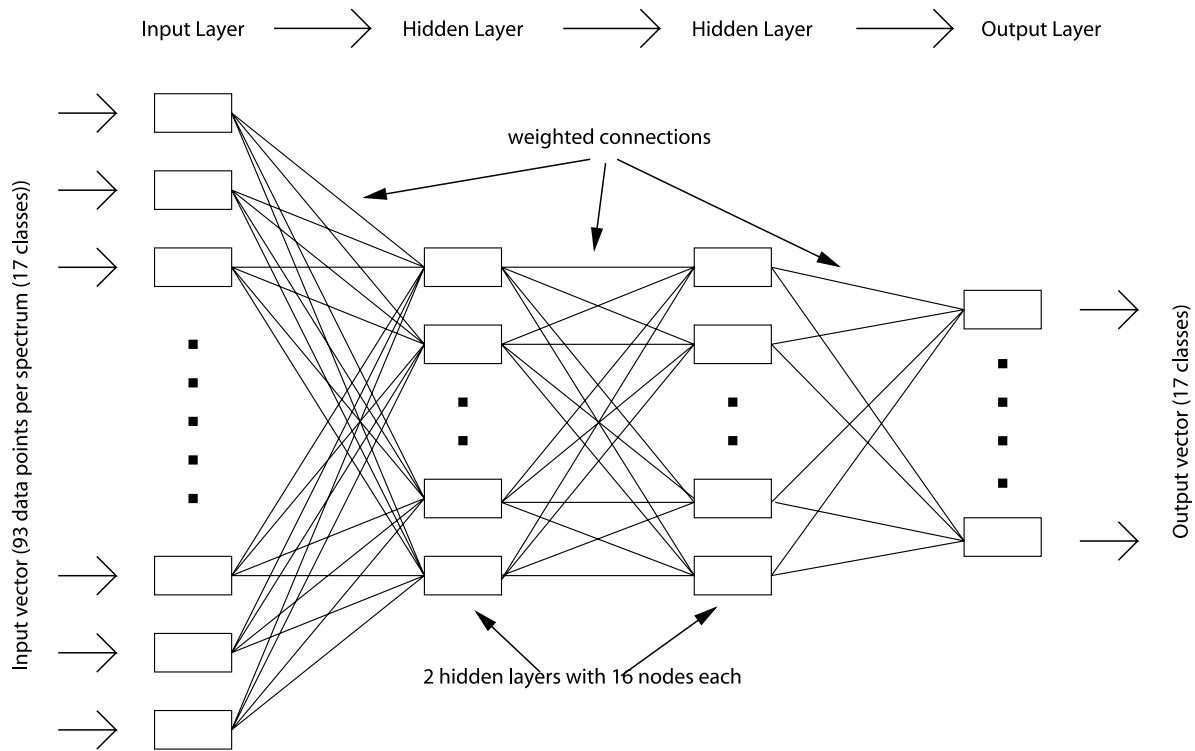 Input Layer
Hidden Layer
Hidden Layer
Output Layer
weighted connections
Input vector (93 data points per spectrum (17 classes))
Output vector (17 classes)
2 hidden layers with 16 nodes each